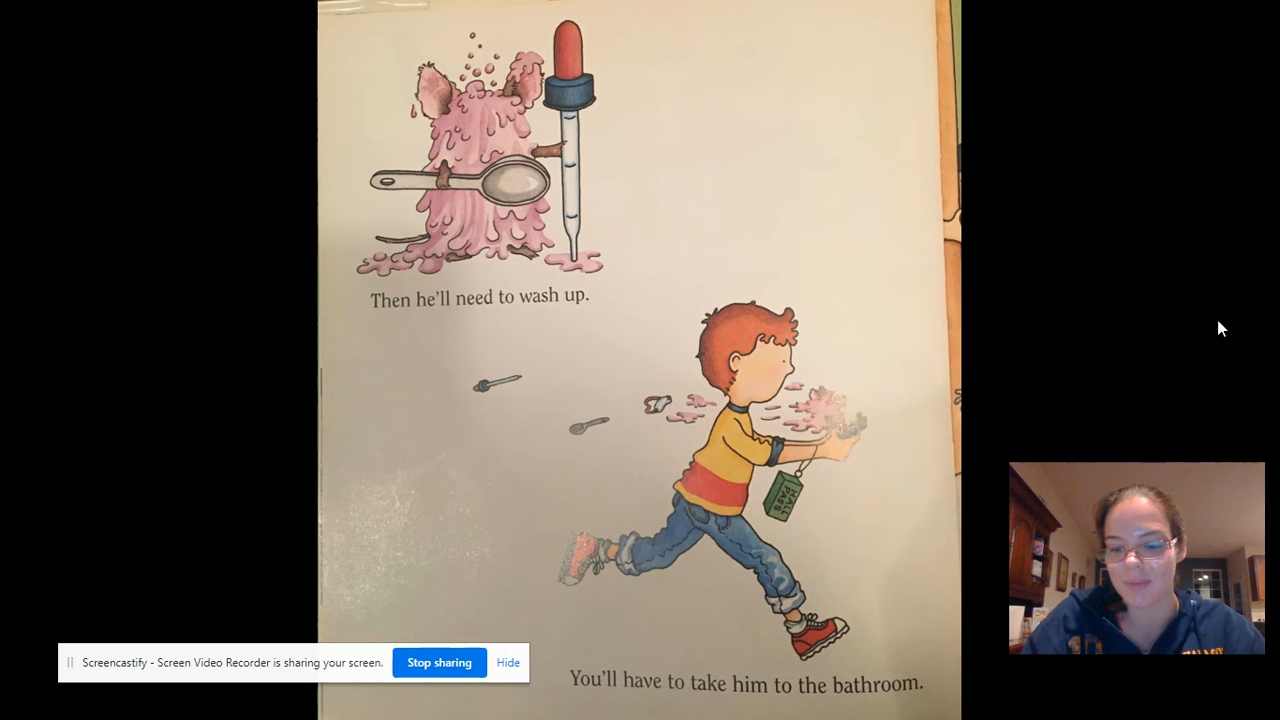 Then he'll need to wash up.
HALL
PASS
Screencastify - Screen Video Recorder is sharing your screen.
Stop sharing
Hide
You'll have to take him to the bathroom.